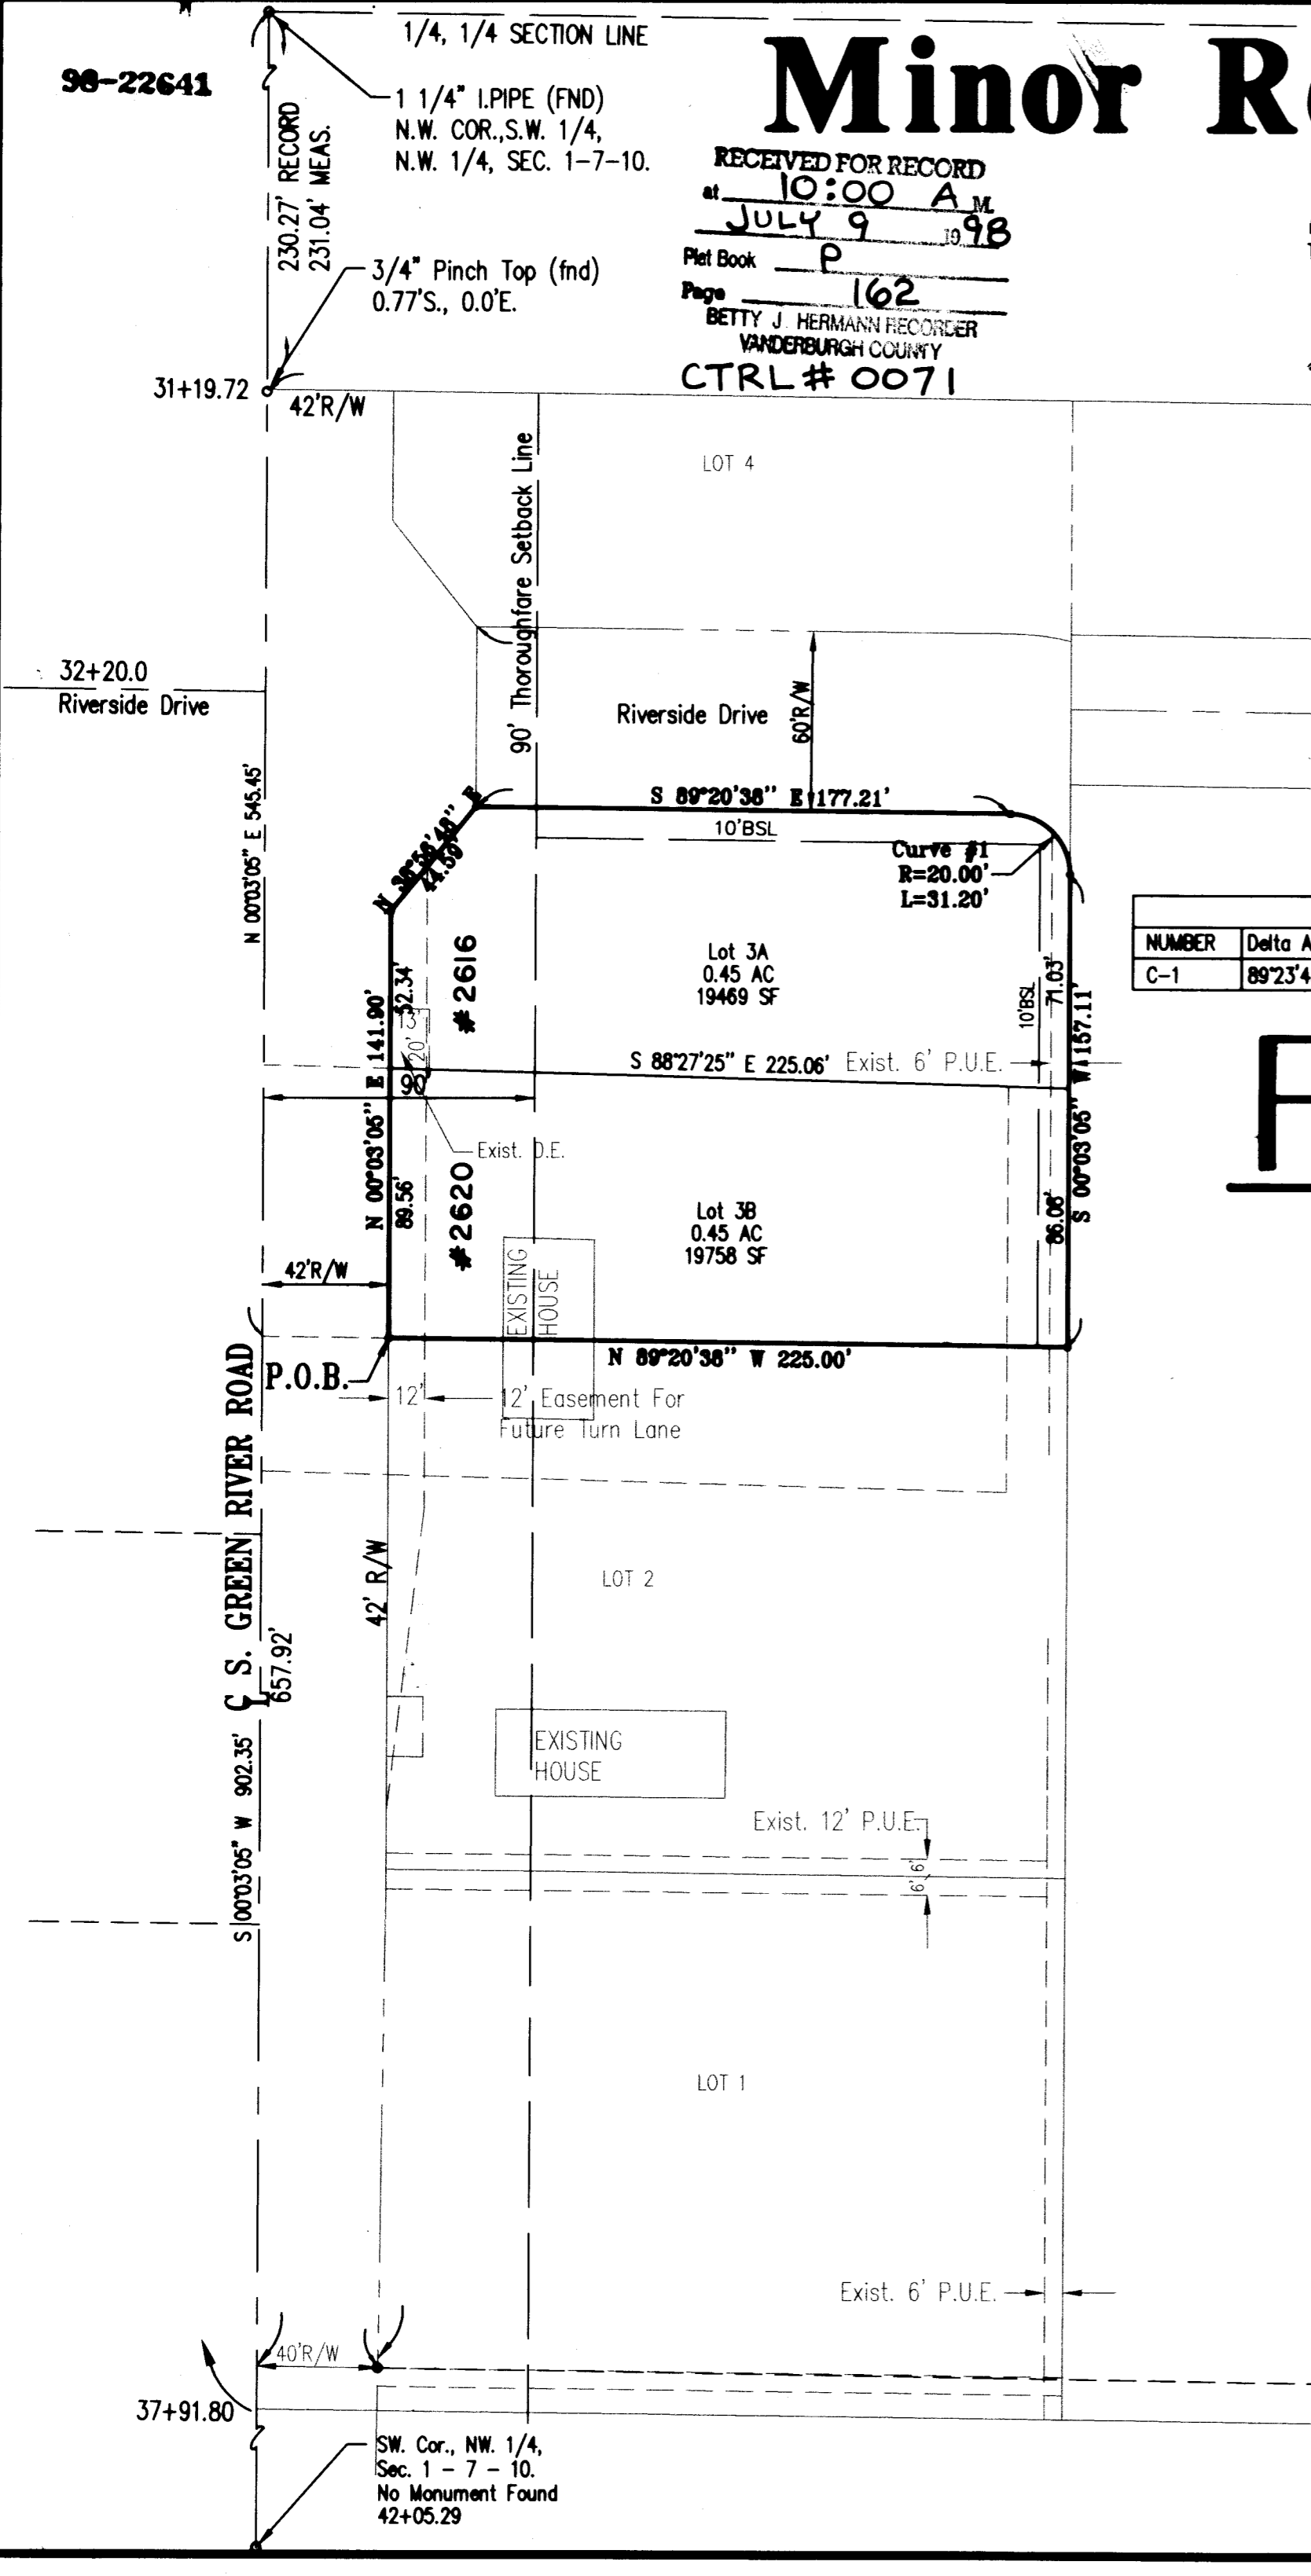 1/4, 1/4 SECTION LINE
Minor R
98-22641
1 1/4" I.PIPE (FND)
N.W. COR.,S.W. 1/4,
N.W. 1/4, SEC. 1-7-10.
230.27' RECORD
231.04' MEAS.
RECEIVED FOR RECORD
at 10:00 A M.
JULY 9 1998
Plat Book P
Page 162
BETTY J. HERMANN RECORDER
VANDERBURGH COUNTY
CTRL# 0071
3/4" Pinch Top (fnd)
0.77'S., 0.0'E.
31+19.72
42'R/W
LOT 4
90' Thoroughfare Setback Line
32+20.0
Riverside Drive
Riverside Drive
60'R/W
N 00°03'05" E 545.45'
S 89°20'38" E 177.21'
10'BSL
44.59'
Curve #1
R=20.00'
L=31.20'
NUMBER Delta A
C-1 89°23'4
Lot 3A
0.45 AC
19469 SF
#2616
52.34'
13'
20'
10'BSL
71.03'
N 00°03'05" E 141.90'
S 00°03'05" W 157.11'
S 88°27'25" E 225.06' Exist. 6' P.U.E.
90'
Exist. D.E.
#2620
89.56'
Lot 3B
0.45 AC
19758 SF
86.08'
42'R/W
EXISTING
HOUSE
N 89°20'38" W 225.00'
P.O.B.
12'
12' Easement For
Future Turn Lane
C L S. GREEN RIVER ROAD
657.92'
42' R/W
LOT 2
EXISTING
HOUSE
S 00°03'05" W 902.35'
Exist. 12' P.U.E.
6' 6'
LOT 1
Exist. 6' P.U.E.
40'R/W
37+91.80
SW. Cor., NW. 1/4,
Sec. 1 - 7 - 10.
No Monument Found
42+05.29